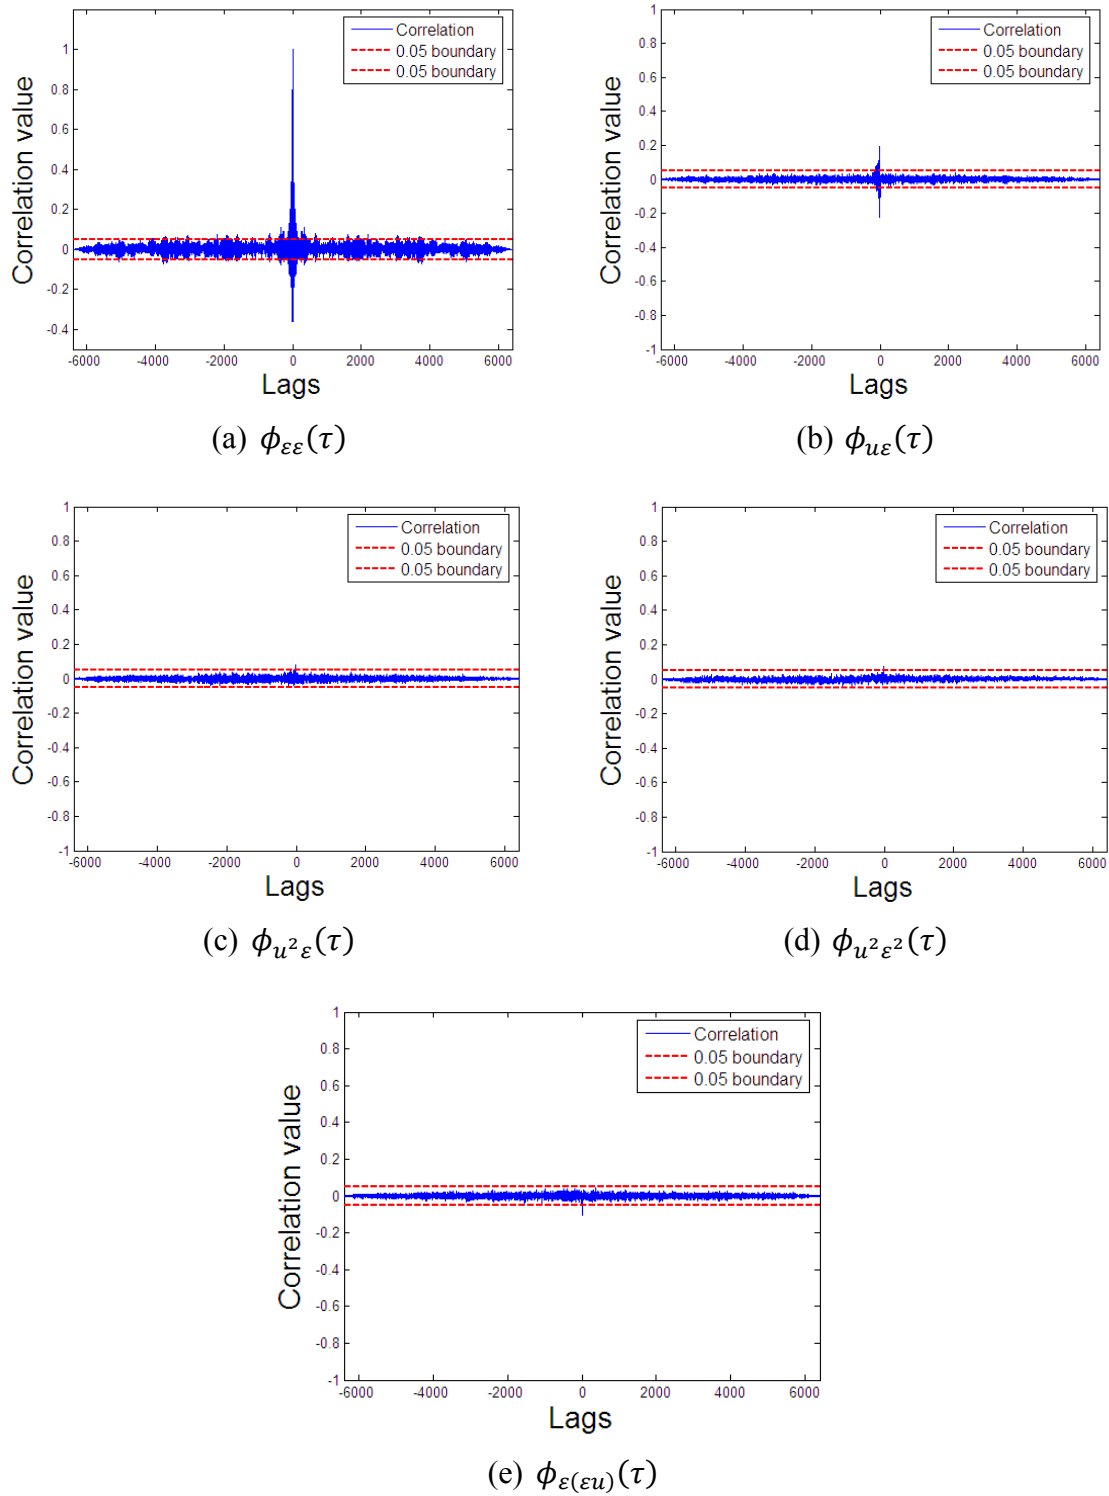 Correlation
0.05 boundary
0.05 boundary
Correlation value
1
0.8
0.6
0.4
0.2
0
-0.2
-0.4
-6000 -4000 -2000 0 2000 4000 6000
Lags
(a) ϕεε(τ)
Correlation
0.05 boundary
0.05 boundary
Correlation value
1
0.8
0.6
0.4
0.2
0
-0.2
-0.4
-0.6
-0.8
-1
-6000 -4000 -2000 0 2000 4000 6000
Lags
(b) ϕuε(τ)
Correlation
0.05 boundary
0.05 boundary
Correlation value
1
0.8
0.6
0.4
0.2
0
-0.2
-0.4
-0.6
-0.8
-1
-6000 -4000 -2000 0 2000 4000 6000
Lags
(c) ϕu²ε(τ)
Correlation
0.05 boundary
0.05 boundary
Correlation value
1
0.8
0.6
0.4
0.2
0
-0.2
-0.4
-0.6
-0.8
-1
-6000 -4000 -2000 0 2000 4000 6000
Lags
(d) ϕu²ε²(τ)
Correlation
0.05 boundary
0.05 boundary
Correlation value
1
0.8
0.6
0.4
0.2
0
-0.2
-0.4
-0.6
-0.8
-1
-6000 -4000 -2000 0 2000 4000 6000
Lags
(e) ϕε(εu)(τ)